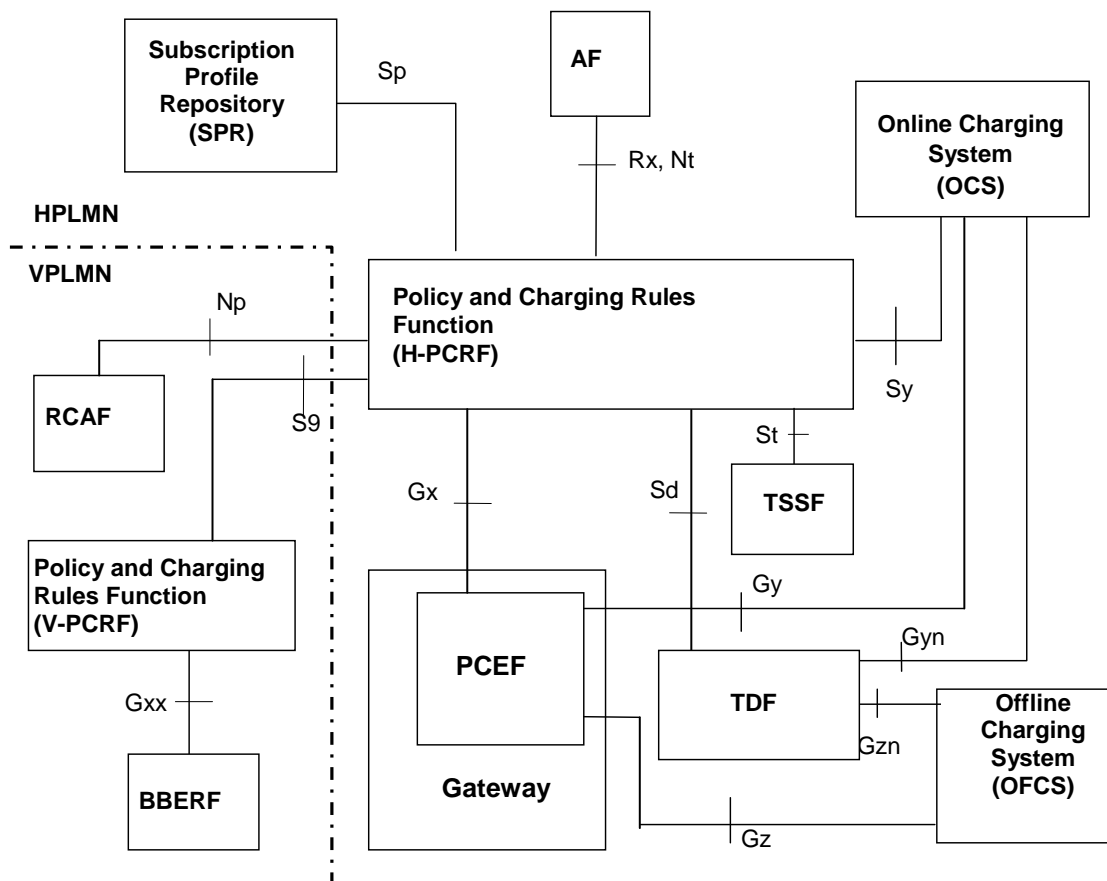 Subscription
Profile
Repository
(SPR)
Sp
AF
Rx, Nt
Online Charging
System
(OCS)
HPLMN
VPLMN
Np
Policy and Charging Rules
Function
(H-PCRF)
Sy
RCAF
S9
St
Gx
Sd
TSSF
Policy and Charging
Rules Function
(V-PCRF)
Gy
Gyn
PCEF
TDF
Gxx
Offline
Charging
System
(OFCS)
Gzn
BBERF
Gateway
Gz